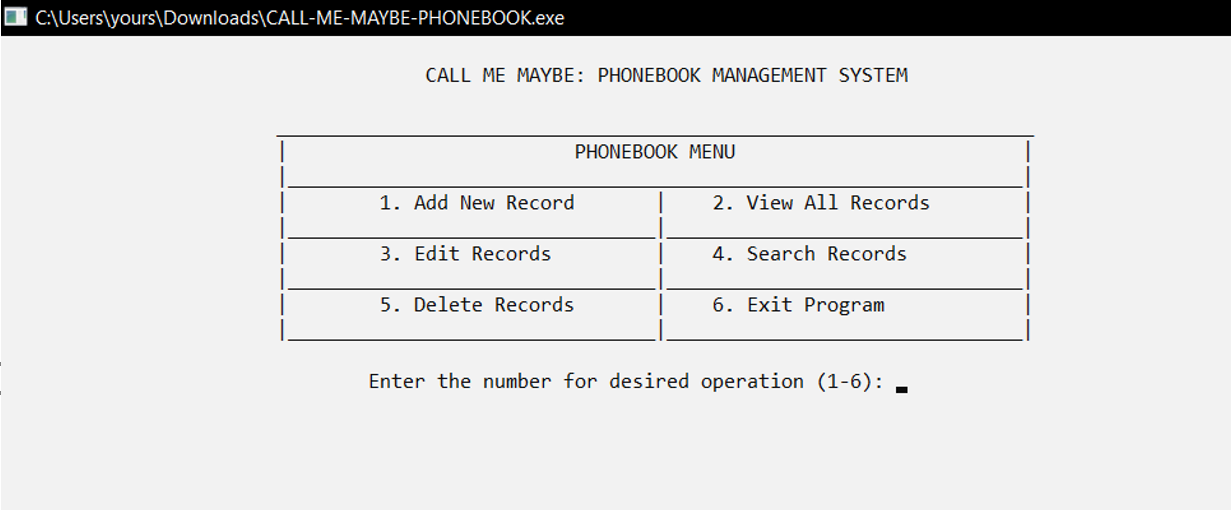 C:\Users\yours\Downloads\CALL-ME-MAYBE-PHONEBOOK.exe
CALL ME MAYBE: PHONEBOOK MANAGEMENT SYSTEM
PHONEBOOK MENU
1. Add New Record 2. View All Records
3. Edit Records 4. Search Records
5. Delete Records 6. Exit Program
Enter the number for desired operation (1-6):